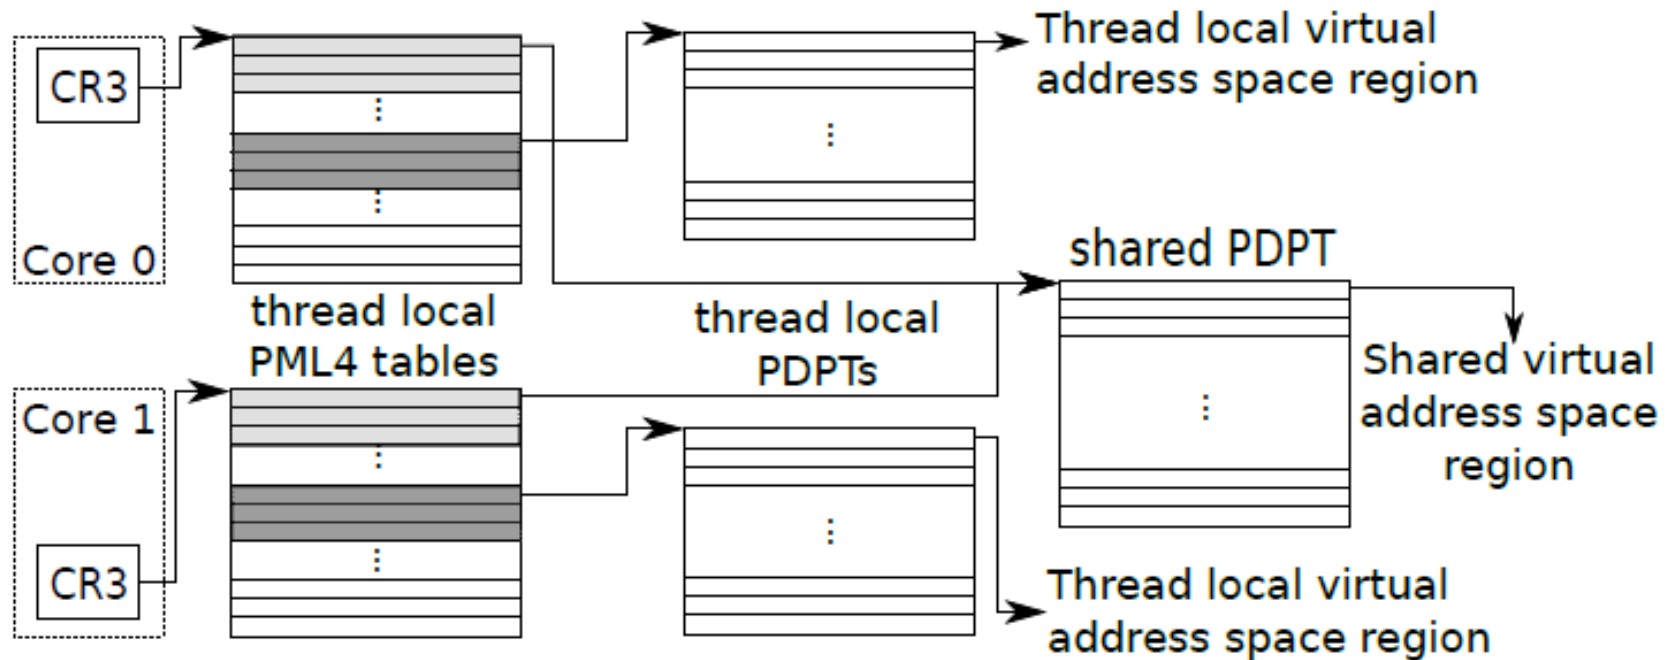 CR3
Core 0
Thread local virtual
address space region
thread local
PML4 tables
thread local
PDPTs
shared PDPT
Shared virtual
address space
region
Core 1
CR3
Thread local virtual
address space region